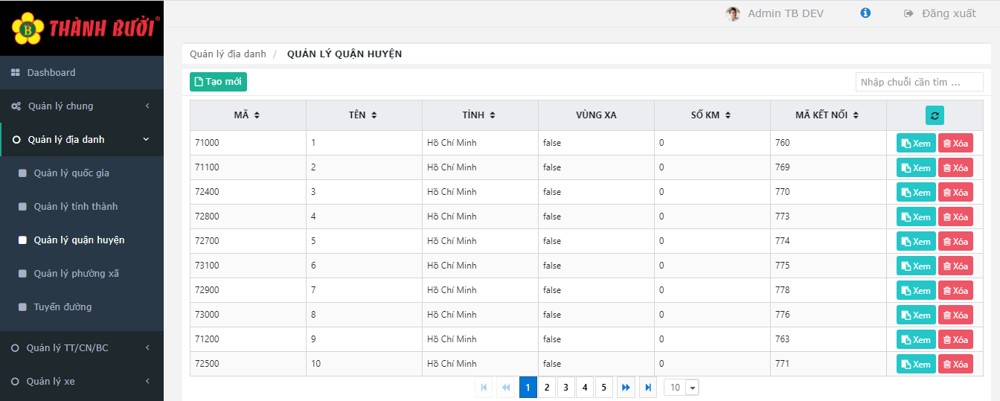 THÀNH BƯỞI®
Admin TB DEV
Đăng xuất
Dashboard
Quản lý chung
Quản lý địa danh
Quản lý quốc gia
Quản lý tỉnh thành
Quản lý quận huyện
Quản lý phường xã
Tuyến đường
Quản lý TT/CN/BC
Quản lý xe
Quản lý địa danh / QUẢN LÝ QUẬN HUYỆN
Tạo mới
Nhập chuỗi cần tìm ...
MÃ TÊN TỈNH VÙNG XA SỐ KM MÃ KẾT NỐI
71000 1 Hồ Chí Minh false 0 760 Xem Xóa
71100 2 Hồ Chí Minh false 0 769 Xem Xóa
72400 3 Hồ Chí Minh false 0 770 Xem Xóa
72800 4 Hồ Chí Minh false 0 773 Xem Xóa
72700 5 Hồ Chí Minh false 0 774 Xem Xóa
73100 6 Hồ Chí Minh false 0 775 Xem Xóa
72900 7 Hồ Chí Minh false 0 778 Xem Xóa
73000 8 Hồ Chí Minh false 0 776 Xem Xóa
71200 9 Hồ Chí Minh false 0 763 Xem Xóa
72500 10 Hồ Chí Minh false 0 771 Xem Xóa
1 2 3 4 5 10